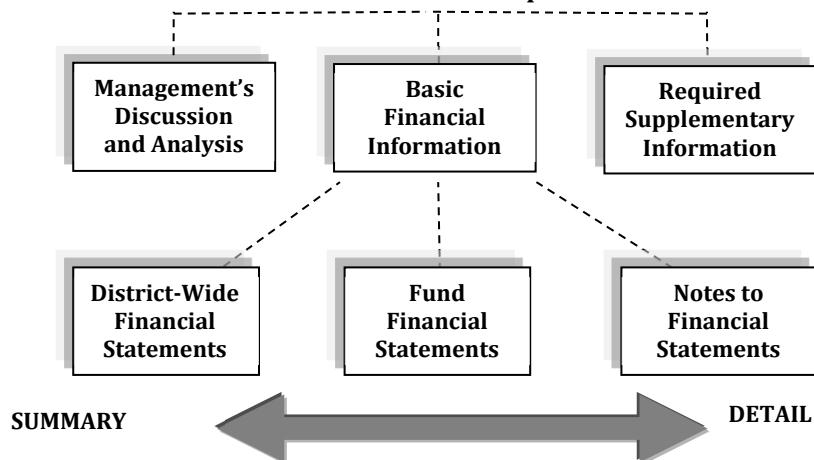 Management's
Discussion
and Analysis
Basic
Financial
Information
Required
Supplementary
Information
District-Wide
Financial
Statements
Fund
Financial
Statements
Notes to
Financial
Statements
SUMMARY
DETAIL